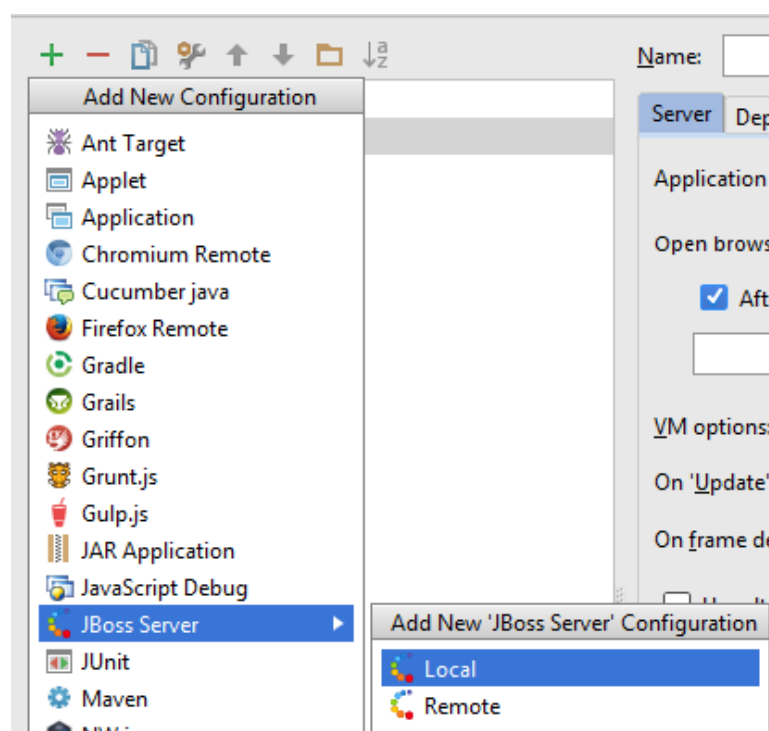 Name:
Add New Configuration
Server
Dep
Ant Target
Applet
Application
Application
Chromium Remote
Open brows
Cucumber java
Aft
Firefox Remote
Gradle
Grails
Griffon
VM options:
Grunt.js
On 'Update'
Gulp.js
JAR Application
On frame de
JavaScript Debug
JBoss Server
Add New 'JBoss Server' Configuration
JUnit
Local
Maven
Remote